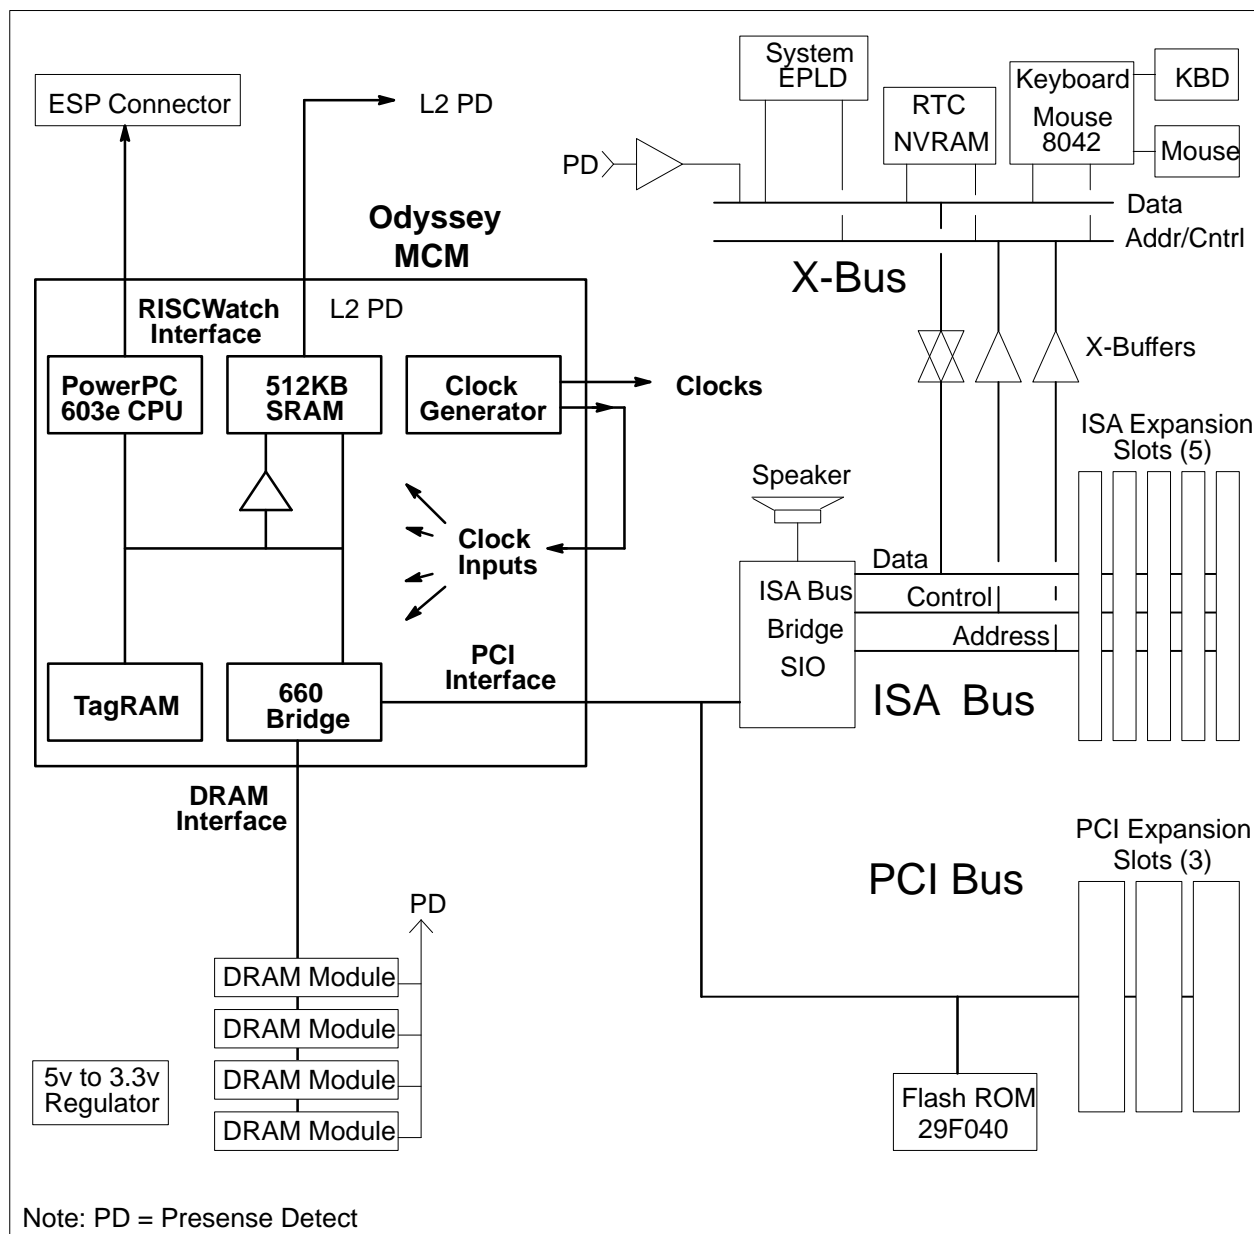 System
EPLD
ESP Connector
L2 PD
RTC
NVRAM
Keyboard
Mouse
8042
KBD
Mouse
PD
Data
Addr/Cntrl
X-Bus
Odyssey
MCM
RISCWatch
Interface
L2 PD
X-Buffers
PowerPC
603e CPU
512KB
SRAM
Clock
Generator
Clocks
ISA Expansion
Slots (5)
Speaker
Clock
Inputs
Data
Control
Address
ISA Bus
Bridge
SIO
ISA Bus
PCI
Interface
TagRAM
660
Bridge
DRAM
Interface
PCI Expansion
Slots (3)
PCI Bus
PD
DRAM Module
DRAM Module
DRAM Module
DRAM Module
5v to 3.3v
Regulator
Flash ROM
29F040
Note: PD = Presense Detect